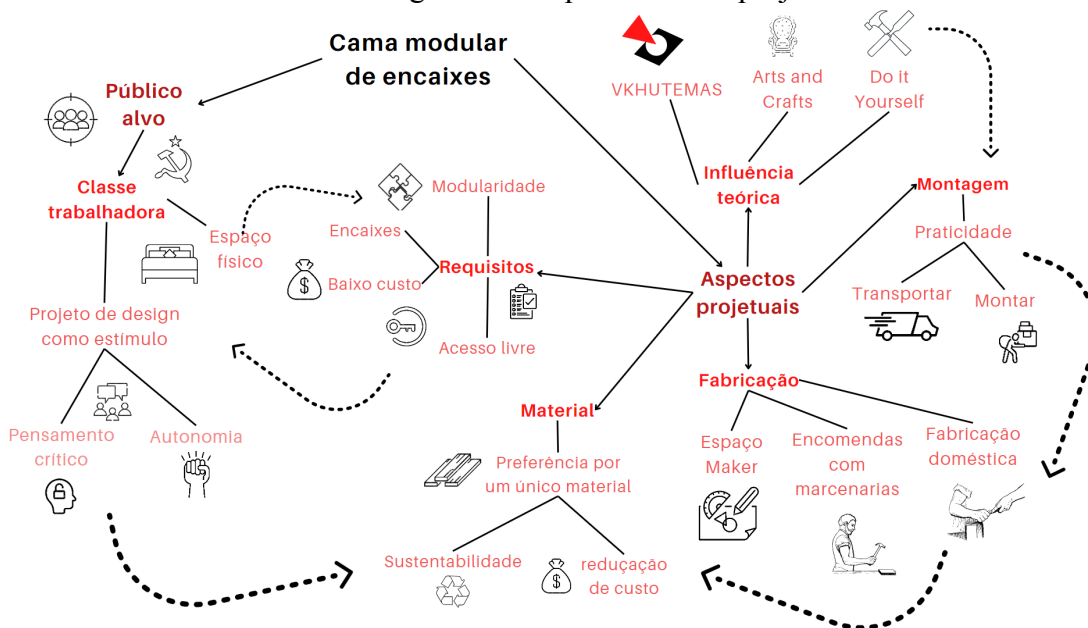 Cama modular
de encaixes
Público
alvo
Classe
trabalhadora
Espaço
físico
Projeto de design
como estímulo
Pensamento
crítico
Autonomia
Modularidade
Encaixes
Requisitos
Baixo custo
$
Acesso livre
VKHUTEMAS
Arts and
Crafts
Do it
Yourself
Influência
teórica
Aspectos
projetuais
Montagem
Praticidade
Transportar
Montar
Fabricação
Espaço
Maker
Encomendas
com
marcenarias
Fabricação
doméstica
Material
Preferência por
um único material
Sustentabilidade
$
reduçação
de custo